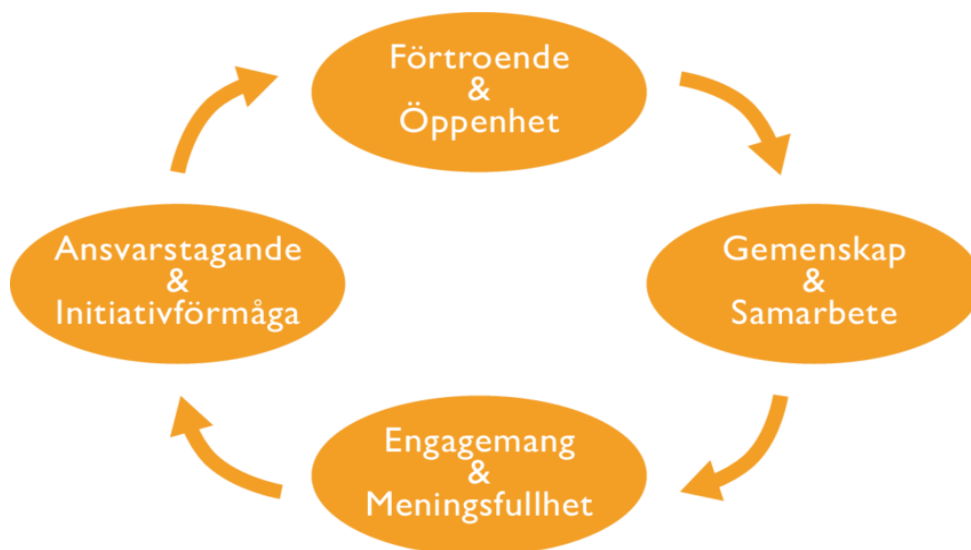 Förtroende
&
Öppenhet
Gemenskap
&
Samarbete
Engagemang
&
Meningsfullhet
Ansvarstagande
&
Initiativförmåga